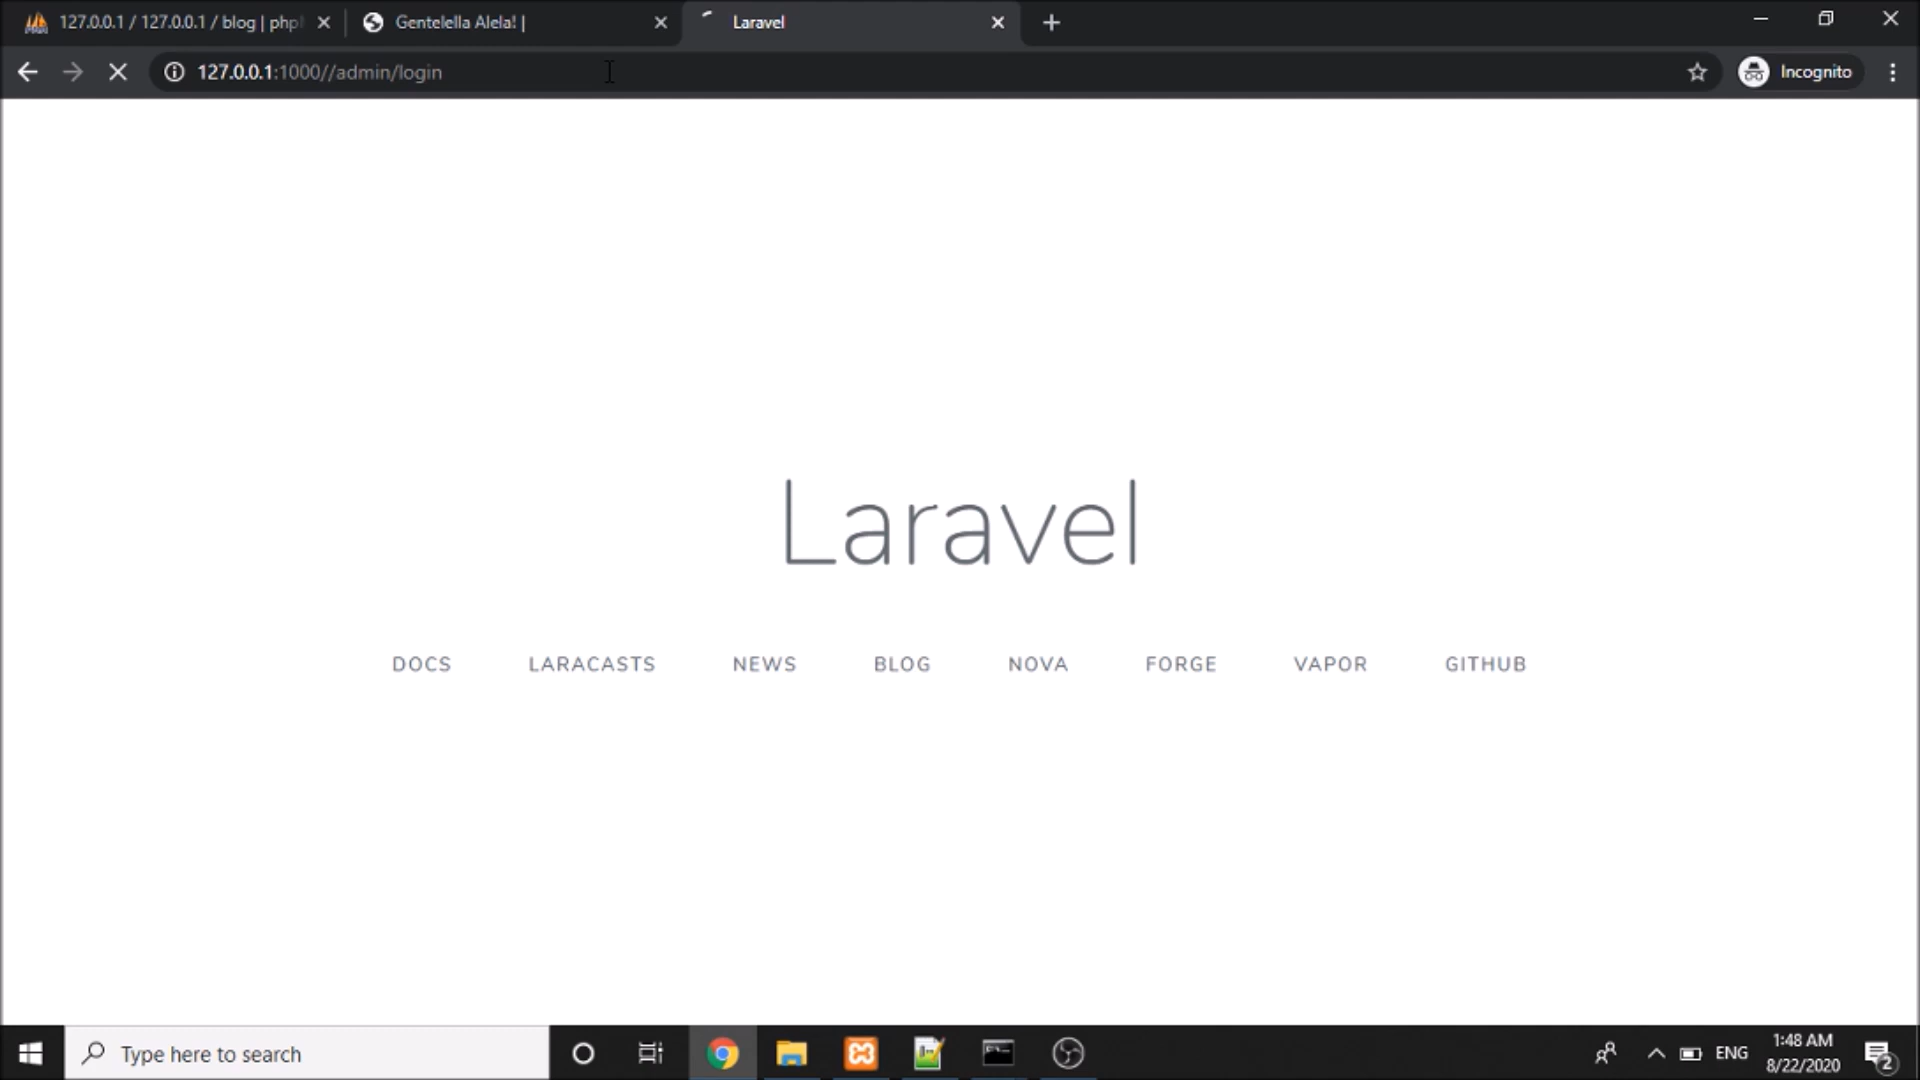 127.0.0.1 / 127.0.0.1 / blog | php
Gentelella Alela! |
Laravel
127.0.0.1:1000//admin/login
Incognito
Laravel
DOCS LARACASTS NEWS BLOG NOVA FORGE VAPOR GITHUB
Type here to search
ENG
1:48 AM
8/22/2020
2